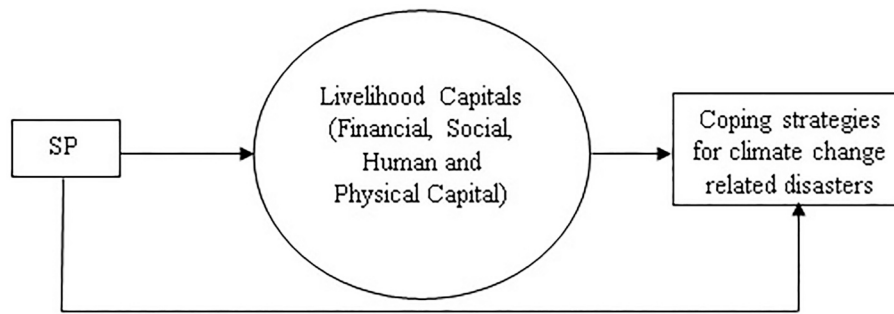 SP
Livelihood Capitals
(Financial, Social,
Human and
Physical Capital)
Coping strategies
for climate change
related disasters